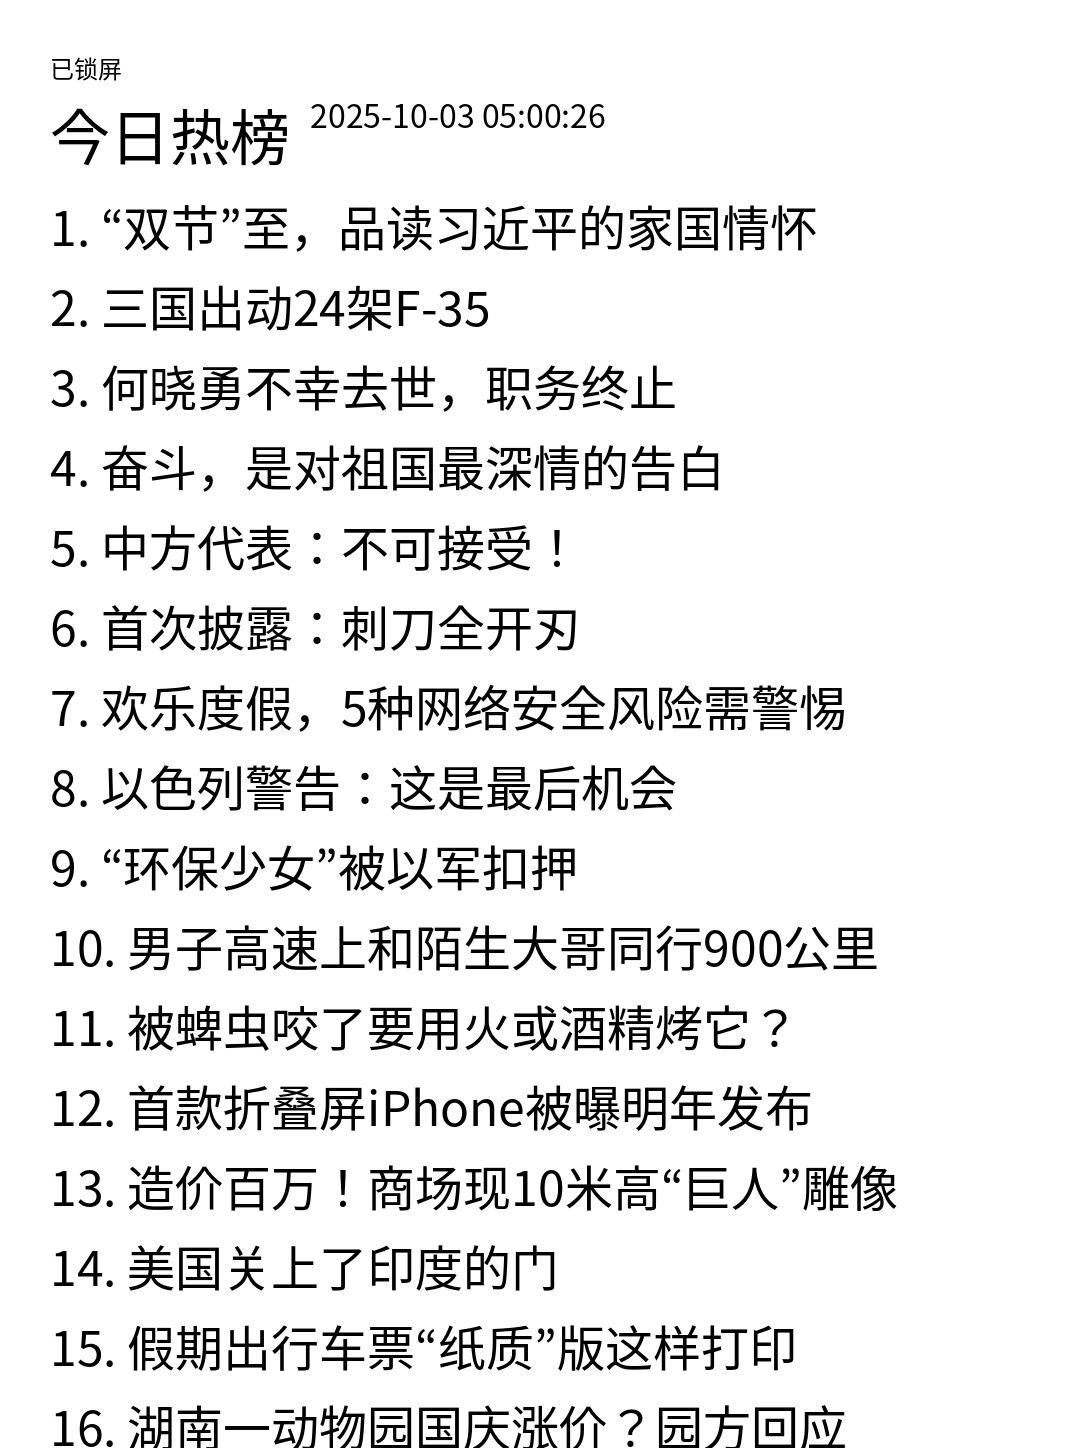 已锁屏
今日热榜 2025-10-03 05:00:26
1. “双节”至，品读习近平的家国情怀
2. 三国出动24架F-35
3. 何晓勇不幸去世，职务终止
4. 奋斗，是对祖国最深情的告白
5. 中方代表：不可接受！
6. 首次披露：刺刀全开刃
7. 欢乐度假，5种网络安全风险需警惕
8. 以色列警告：这是最后机会
9. “环保少女”被以军扣押
10. 男子高速上和陌生大哥同行900公里
11. 被蜱虫咬了要用火或酒精烤它？
12. 首款折叠屏iPhone被曝明年发布
13. 造价百万！商场现10米高“巨人”雕像
14. 美国关上了印度的门
15. 假期出行车票“纸质”版这样打印
16. 湖南一动物园国庆涨价？园方回应